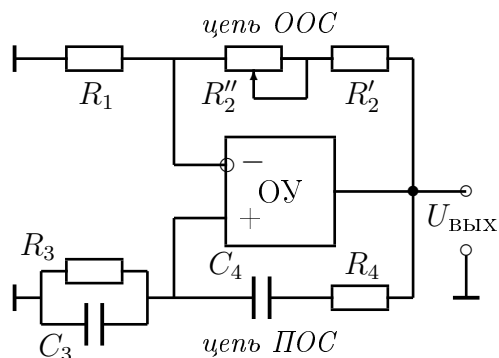 цепь ООС
R₁
R₂″
R₂′
−
ОУ
+
Uвых
R₃
C₄
R₄
C₃
цепь ПОС